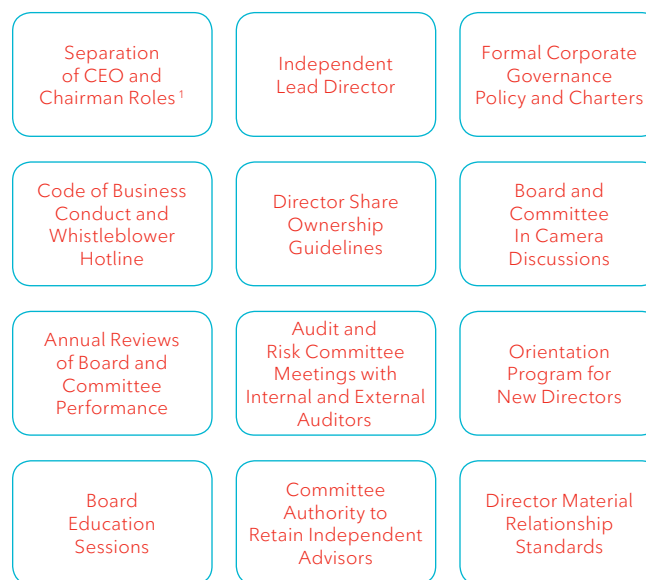 Separation
of CEO and
Chairman Roles¹
Independent
Lead Director
Formal Corporate
Governance
Policy and Charters
Code of Business
Conduct and
Whistleblower
Hotline
Director Share
Ownership
Guidelines
Board and
Committee
In Camera
Discussions
Annual Reviews
of Board and
Committee
Performance
Audit and
Risk Committee
Meetings with
Internal and External
Auditors
Orientation
Program for
New Directors
Board
Education
Sessions
Committee
Authority to
Retain Independent
Advisors
Director Material
Relationship
Standards